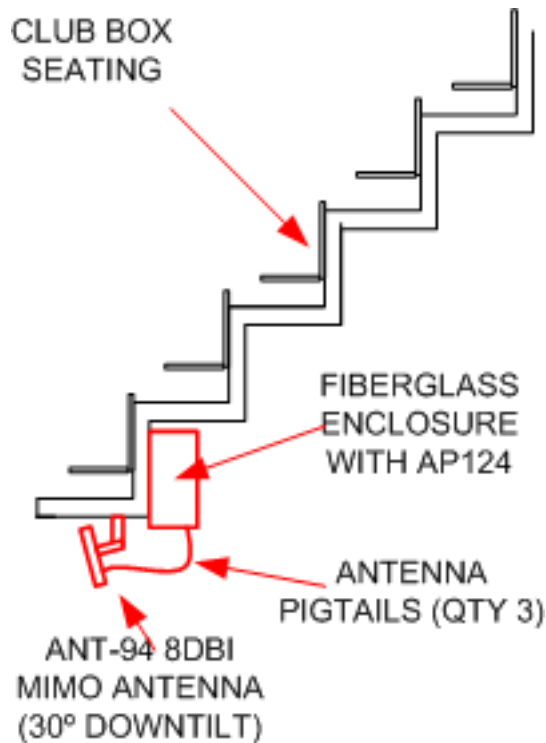 CLUB BOX
SEATING
FIBERGLASS
ENCLOSURE
WITH AP124
ANTENNA
PIGTAILS (QTY 3)
ANT-94 8DBI
MIMO ANTENNA
(30º DOWNTILT)